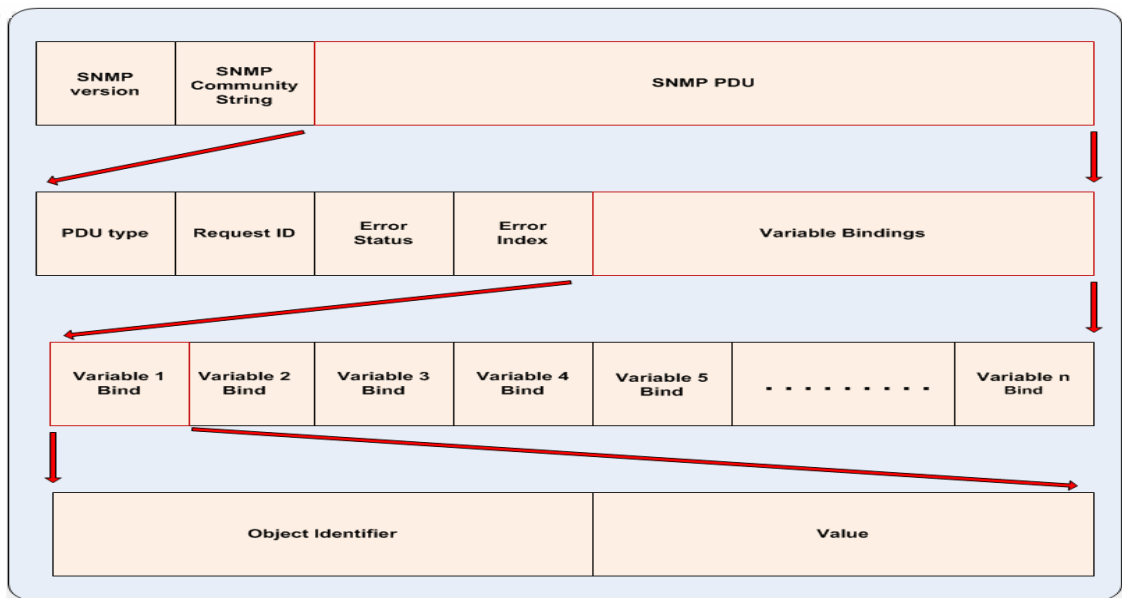 SNMP
version
SNMP
Community
String
SNMP PDU
PDU type
Request ID
Error
Status
Error
Index
Variable Bindings
Variable 1
Bind
Variable 2
Bind
Variable 3
Bind
Variable 4
Bind
Variable 5
Bind
. . . . . . . . .
Variable n
Bind
Object Identifier
Value